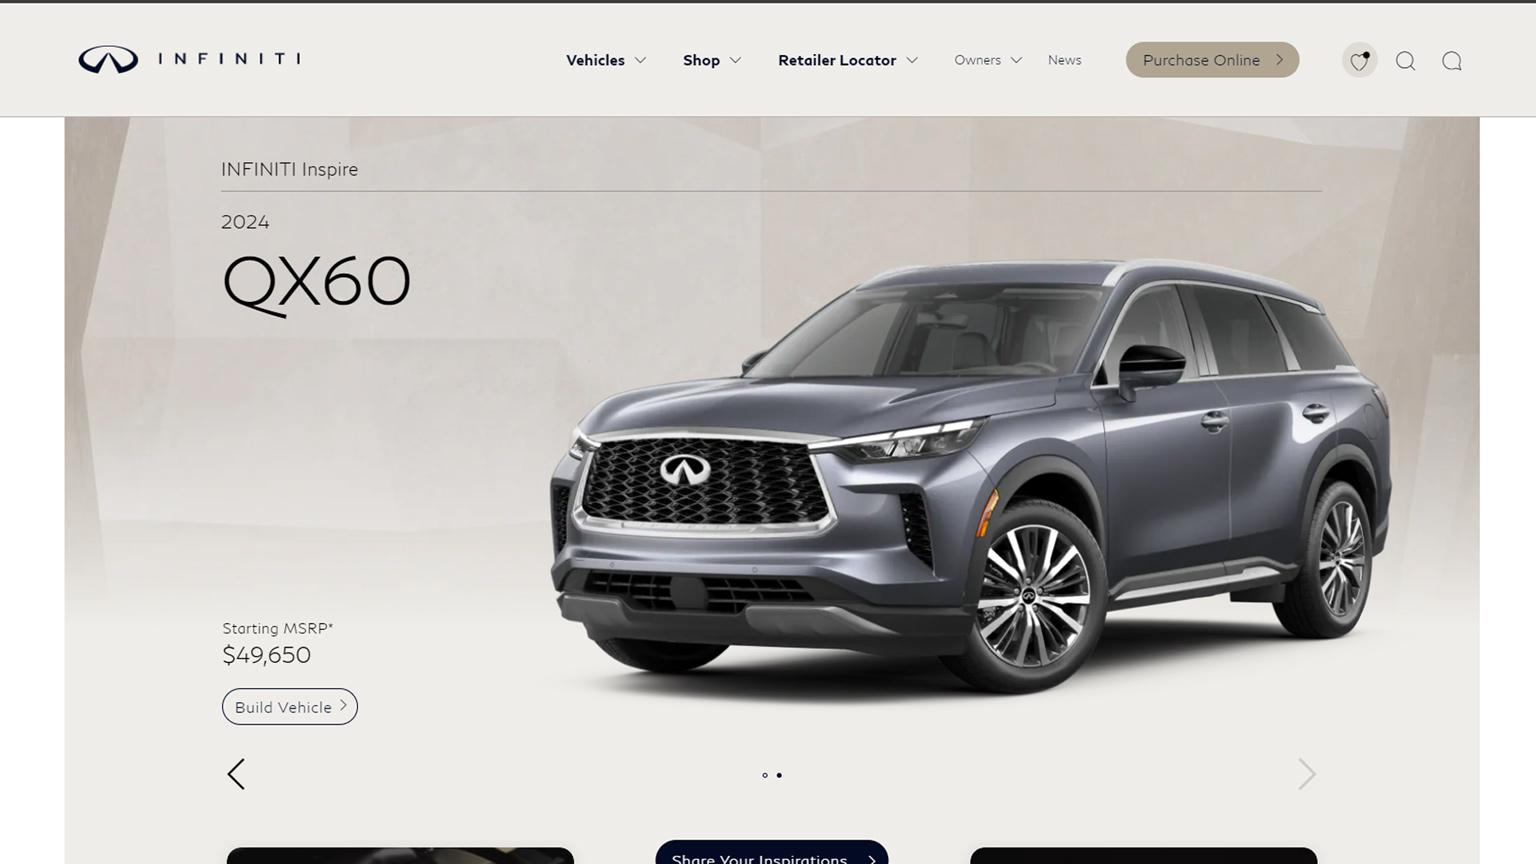 INFINITI
Vehicles
Shop
Retailer Locator
Owners
News
Purchase Online
INFINITI Inspire
2024
QX60
Starting MSRP*
$49,650
Build Vehicle
Share Your Inspirations